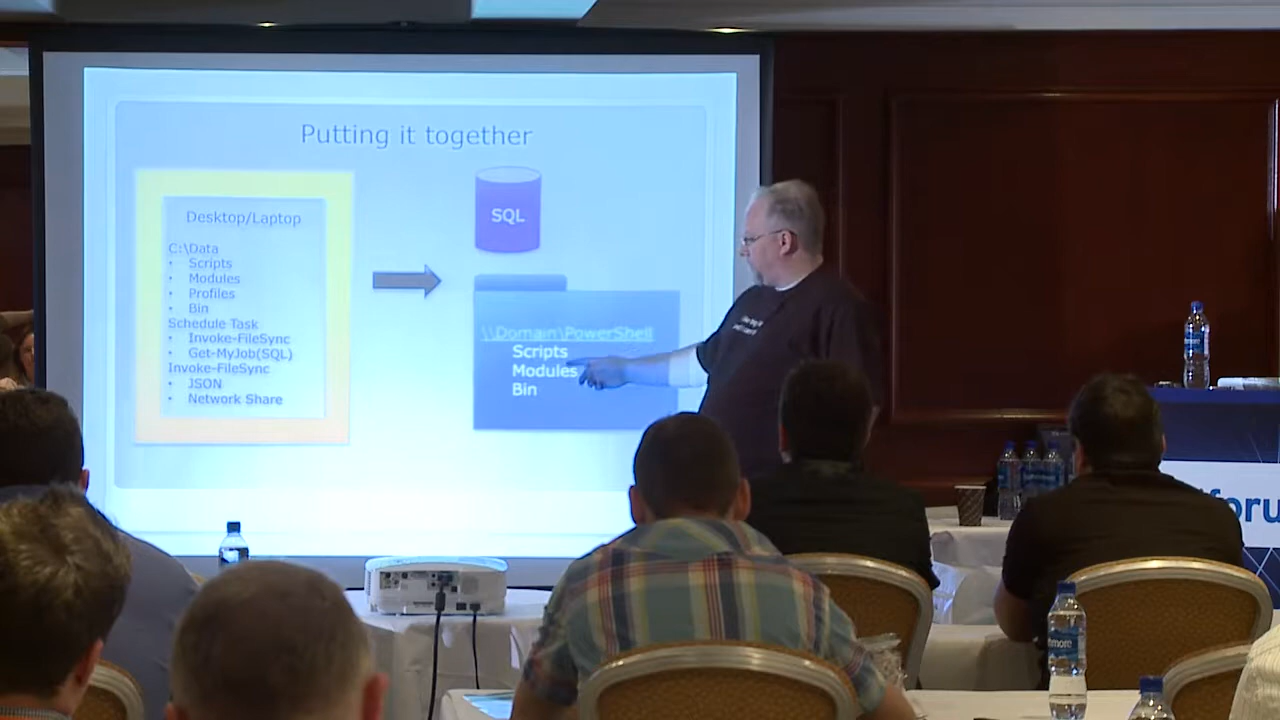 Putting it together
Desktop/Laptop
C:\Data
• Scripts
• Modules
• Profiles
• Bin
Schedule Task
• Invoke-FileSync
• Get-MyJob(SQL)
Invoke-FileSync
• JSON
• Network Share
SQL
\\Domain\PowerShell
Scripts
Modules
Bin